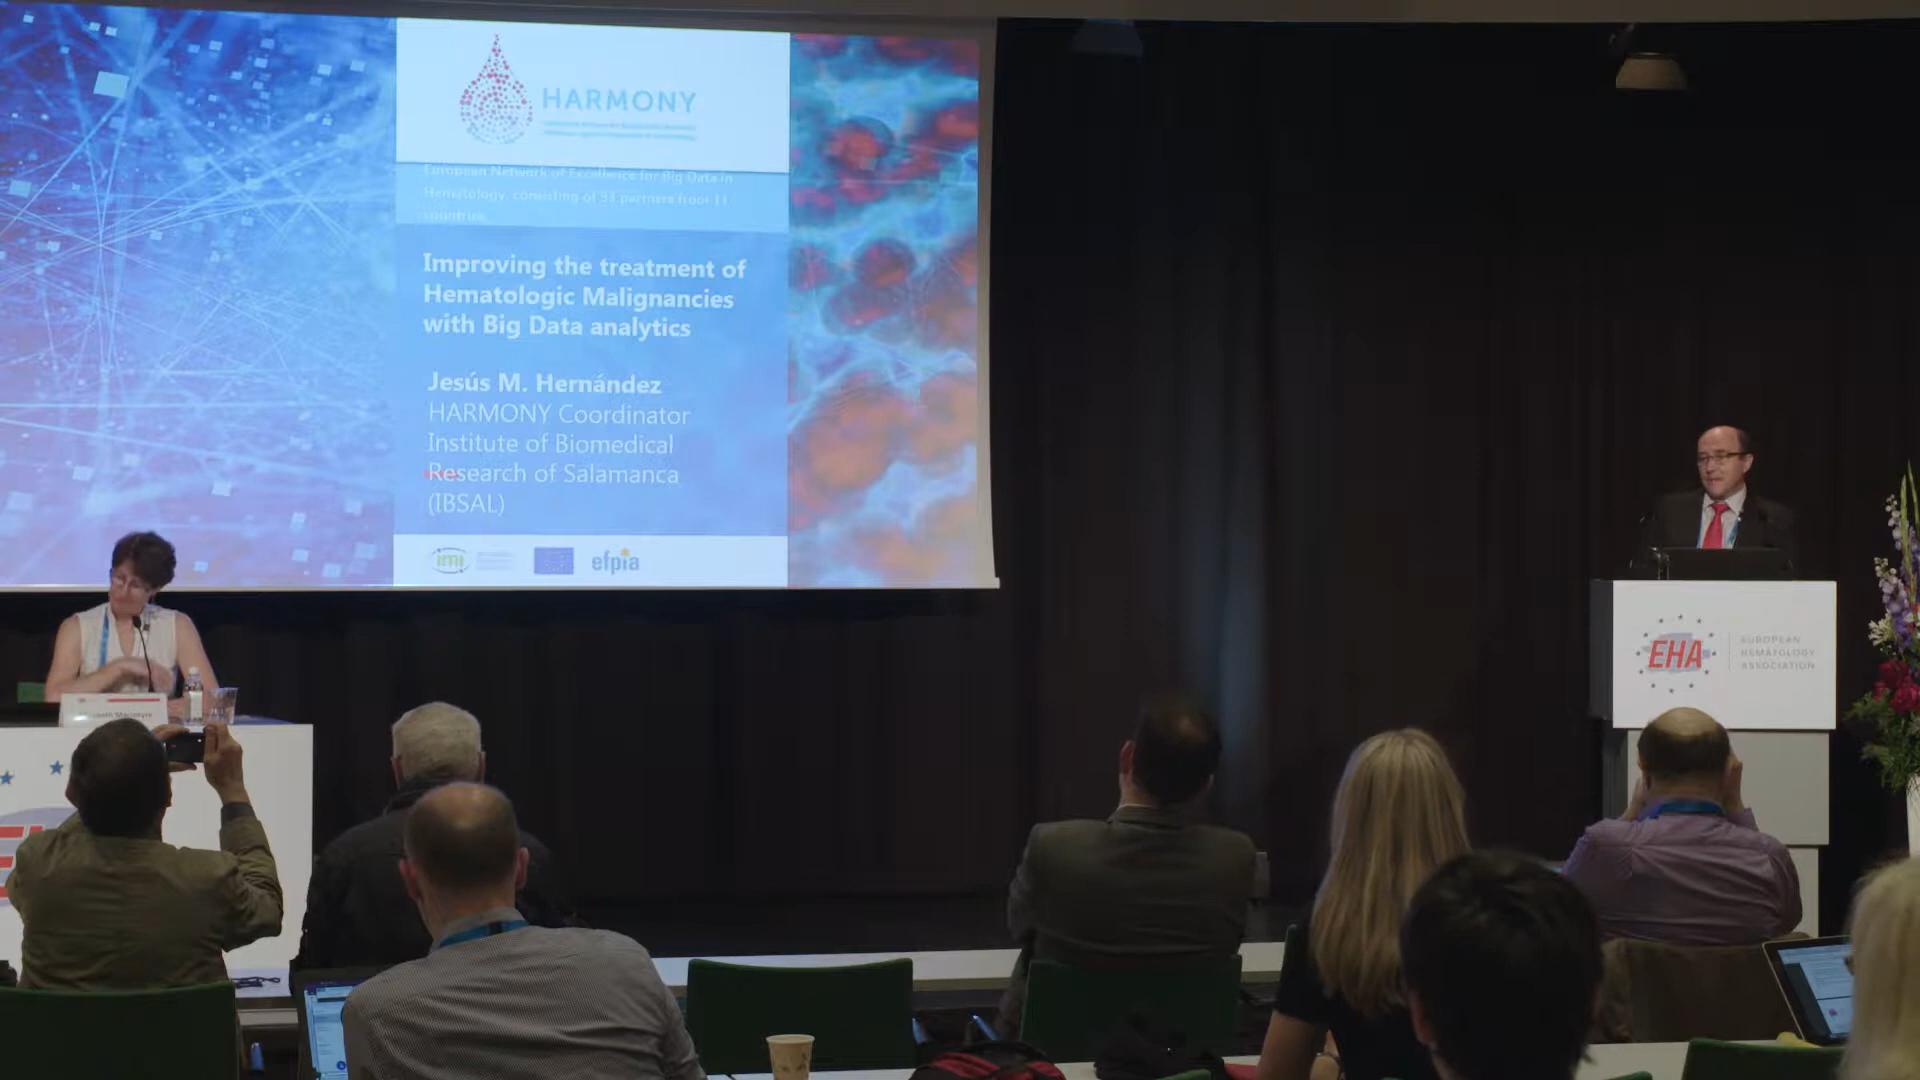 HARMONY
European Network of Excellence for Big Data in
Hematology, consisting of 53 partners from 11
countries
Improving the treatment of
Hematologic Malignancies
with Big Data analytics
Jesús M. Hernández
HARMONY Coordinator
Institute of Biomedical
Research of Salamanca
(IBSAL)
imi
efpia
EHA
EUROPEAN
HEMATOLOGY
ASSOCIATION